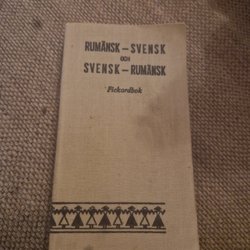 RUMÄNSK – SVENSK
OCH
SVENSK – RUMÄNSK
Fickordbok